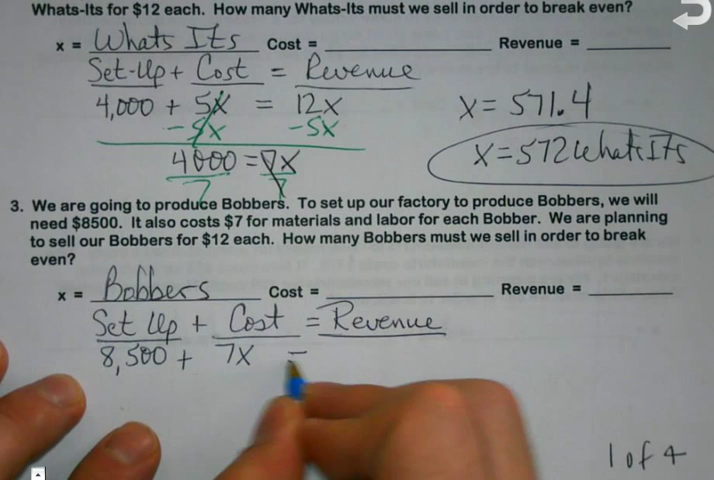 Whats-Its for $12 each. How many Whats-Its must we sell in order to break even?
x = Whats Its Cost = Revenue =
Set-Up + Cost = Revenue
4,000 + 5x = 12x
-5x -5x
4000 = 7x
7 7
x = 571.4
x = 572 Whats Its
3. We are going to produce Bobbers. To set up our factory to produce Bobbers, we will
need $8500. It also costs $7 for materials and labor for each Bobber. We are planning
to sell our Bobbers for $12 each. How many Bobbers must we sell in order to break
even?
x = Bobbers Cost = Revenue =
Set Up + Cost = Revenue
8,500 + 7x =
1 of 4